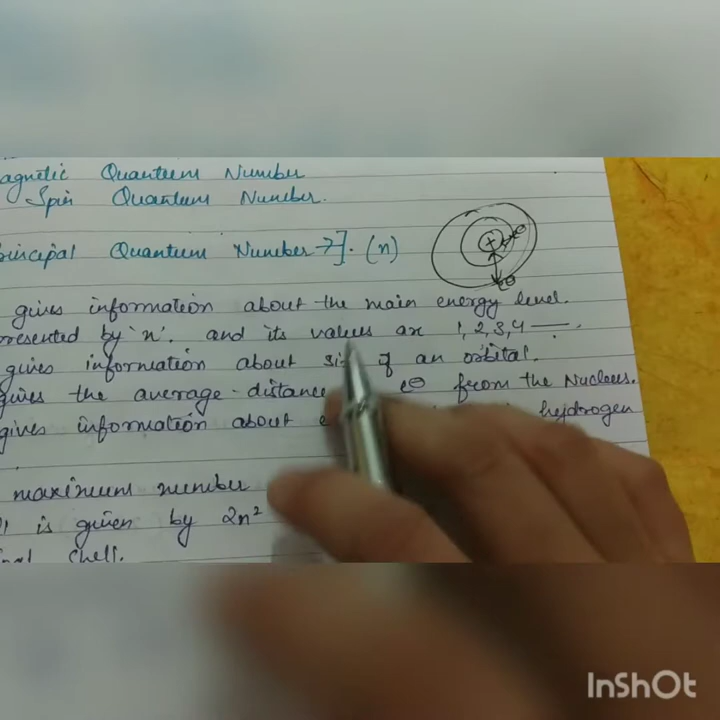 agnetic Quantum Number
Spin Quantum Number.
rincipal Quantum Number → ]. (n)
gives information about the main energy level.
resented by 'n'. and its values are 1, 2, 3, 4 —.
gives information about of an orbital.
gives the average distance e⊖ from the Nucleus.
gives information about hydrogen
maximum number
is given by 2n²
shell.
InShOt